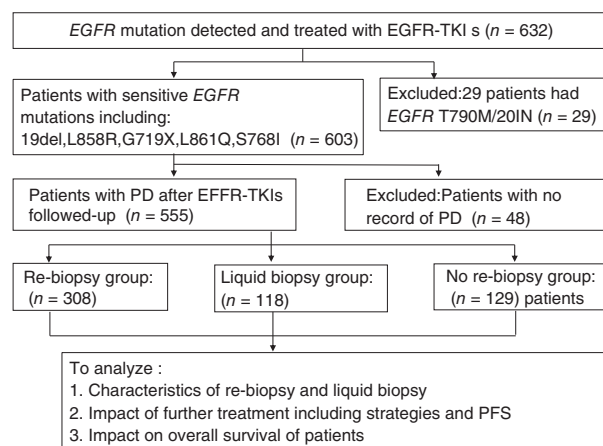 EGFR mutation detected and treated with EGFR-TKI s (n = 632)
Patients with sensitive EGFR
mutations including:
19del,L858R,G719X,L861Q,S768I (n = 603)
Excluded:29 patients had
EGFR T790M/20IN (n = 29)
Patients with PD after EFFR-TKIs
followed-up (n = 555)
Excluded:Patients with no
record of PD (n = 48)
Re-biopsy group:
(n = 308)
Liquid biopsy group:
(n = 118)
No re-biopsy group:
(n = 129) patients
To analyze :
1. Characteristics of re-biopsy and liquid biopsy
2. Impact of further treatment including strategies and PFS
3. Impact on overall survival of patients